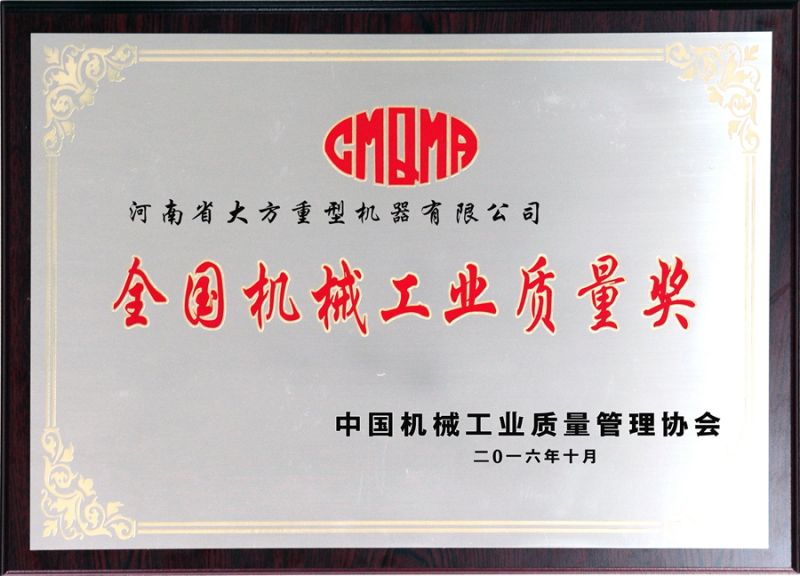 CMQMA
河南省大方重型机器有限公司
全国机械工业质量奖
中国机械工业质量管理协会
二0一六年十月